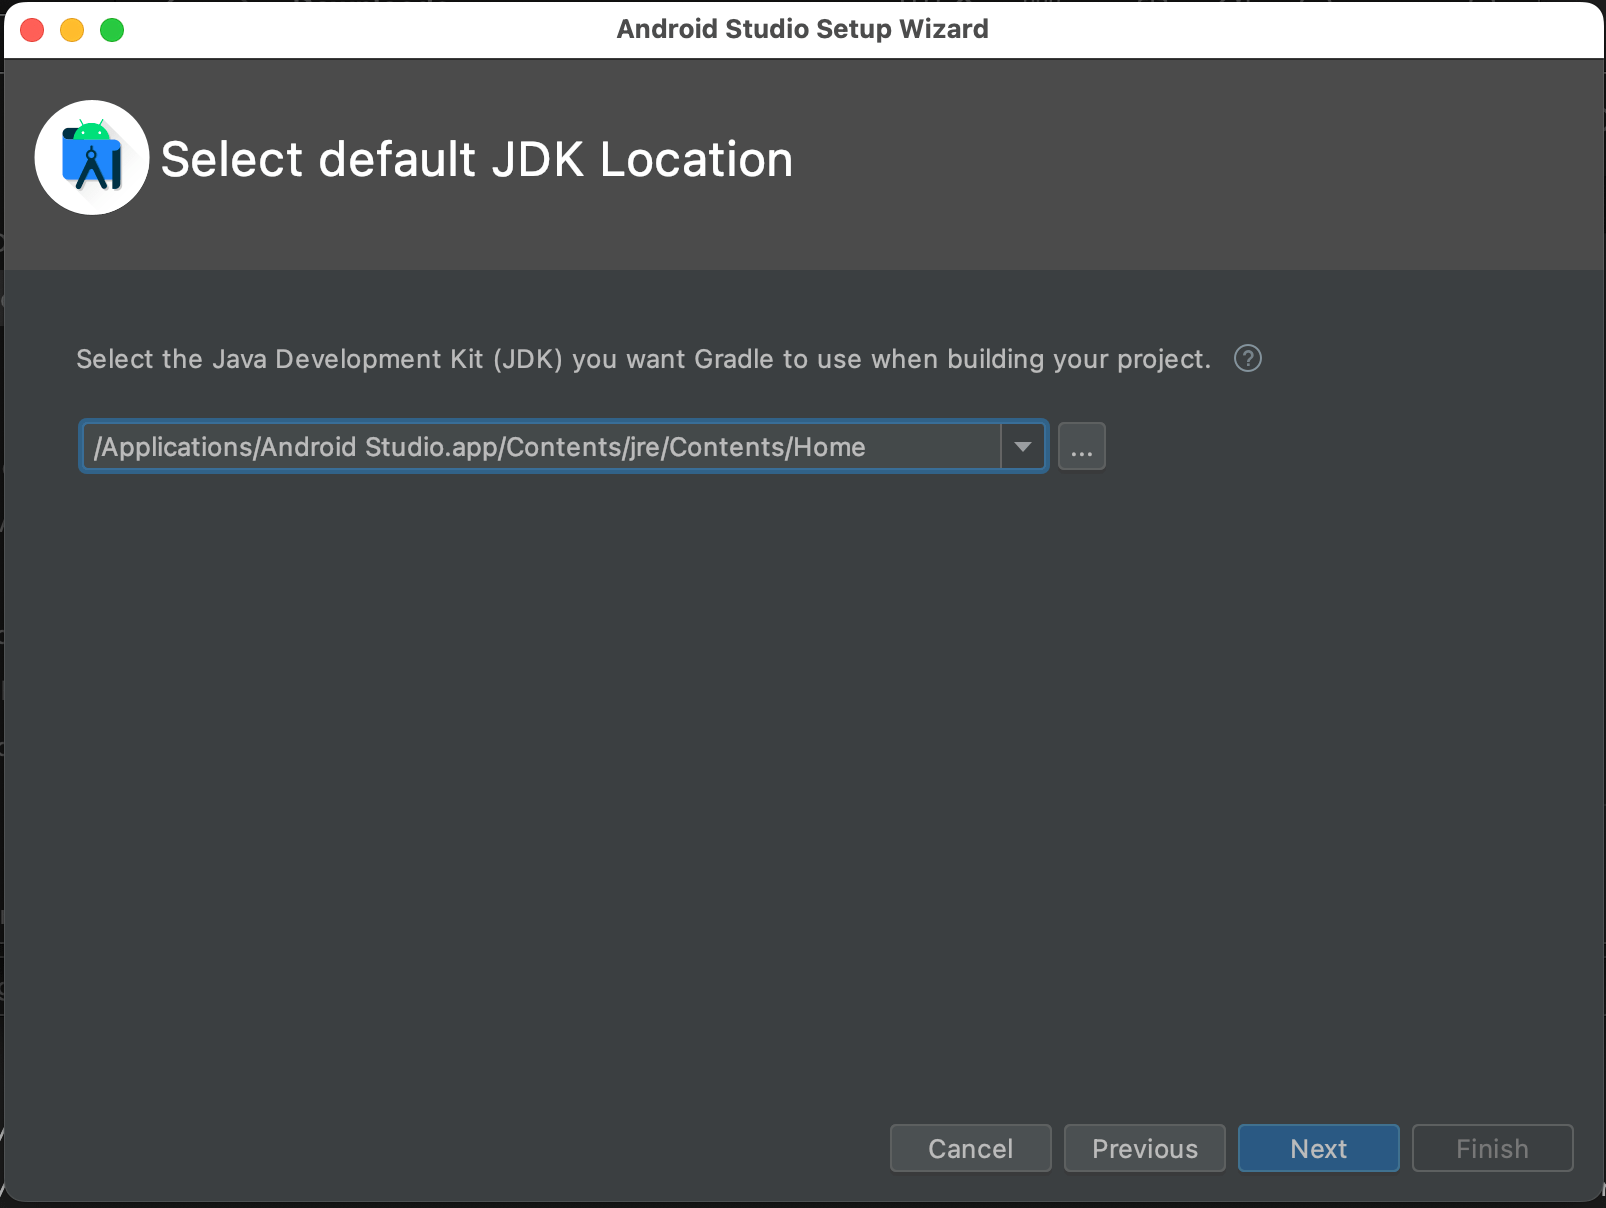 Android Studio Setup Wizard
Select default JDK Location
Select the Java Development Kit (JDK) you want Gradle to use when building your project. ?
/Applications/Android Studio.app/Contents/jre/Contents/Home ...
Cancel Previous Next Finish